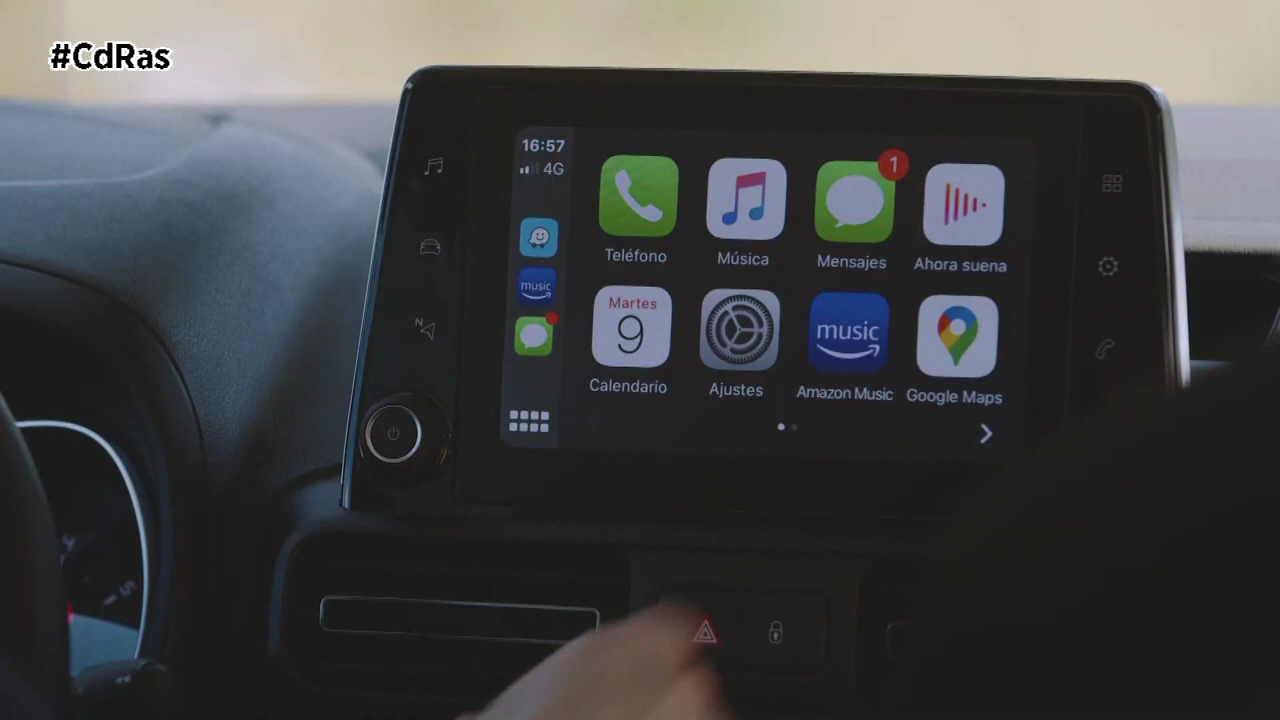 #CdRas
16:57
4G
1
Teléfono
Música
Mensajes
Ahora suena
music
Martes
9
music
Calendario
Ajustes
Amazon Music
Google Maps
N